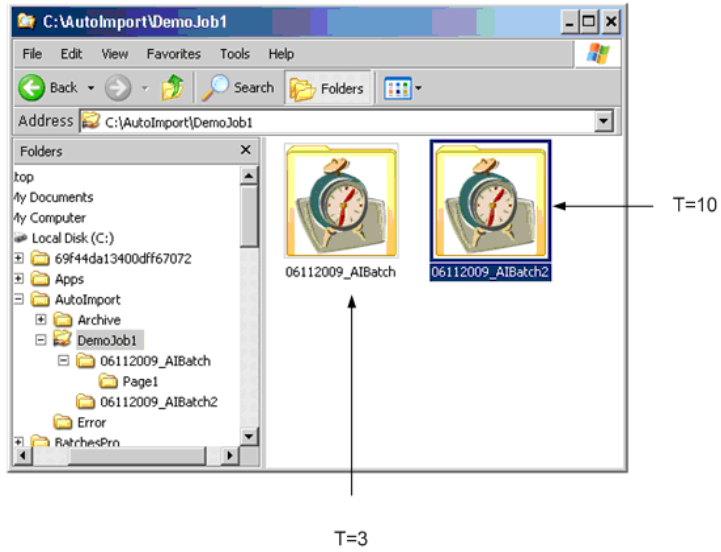 C:\AutoImport\DemoJob1
File Edit View Favorites Tools Help
Back Search Folders
Address C:\AutoImport\DemoJob1
Folders
top
My Documents
My Computer
Local Disk (C:)
69f44da13400dff67072
Apps
AutoImport
Archive
DemoJob1
06112009_AIBatch
Page1
06112009_AIBatch2
Error
BatchesPro
06112009_AIBatch
06112009_AIBatch2
T=10
T=3